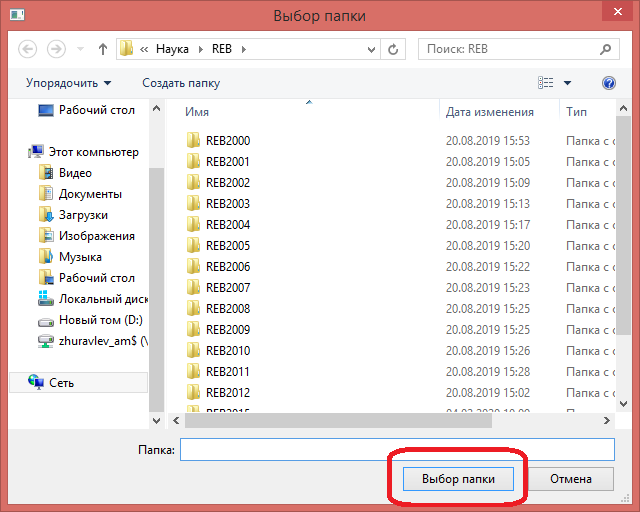 Выбор папки
« Наука REB
Поиск: REB
Упорядочить Создать папку
Рабочий стол
Этот компьютер
Видео
Документы
Загрузки
Изображения
Музыка
Рабочий стол
Локальный диск
Новый том (D:)
zhuravlev_am$ (\
Сеть
Имя Дата изменения Тип
REB2000 20.08.2019 15:53 Папка с с
REB2001 20.08.2019 15:05 Папка с с
REB2002 20.08.2019 15:09 Папка с с
REB2003 20.08.2019 15:13 Папка с с
REB2004 20.08.2019 15:17 Папка с с
REB2005 20.08.2019 15:20 Папка с с
REB2006 20.08.2019 15:22 Папка с с
REB2007 20.08.2019 15:23 Папка с с
REB2008 20.08.2019 15:25 Папка с с
REB2009 20.08.2019 15:25 Папка с с
REB2010 20.08.2019 15:26 Папка с с
REB2011 20.08.2019 15:28 Папка с с
REB2012 20.08.2019 15:02 Папка с с
Папка:
Выбор папки Отмена